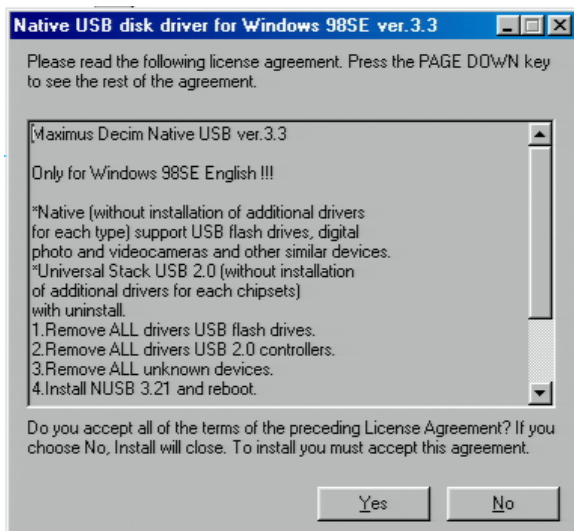 Native USB disk driver for Windows 98SE ver.3.3
Please read the following license agreement. Press the PAGE DOWN key
to see the rest of the agreement.
Maximus Decim Native USB ver.3.3
Only for Windows 98SE English !!!
*Native (without installation of additional drivers
for each type) support USB flash drives, digital
photo and videocameras and other similar devices.
*Universal Stack USB 2.0 (without installation
of additional drivers for each chipsets)
with uninstall.
1.Remove ALL drivers USB flash drives.
2.Remove ALL drivers USB 2.0 controllers.
3.Remove ALL unknown devices.
4.Install NUSB 3.21 and reboot.
Do you accept all of the terms of the preceding License Agreement? If you
choose No, Install will close. To install you must accept this agreement.
Yes No